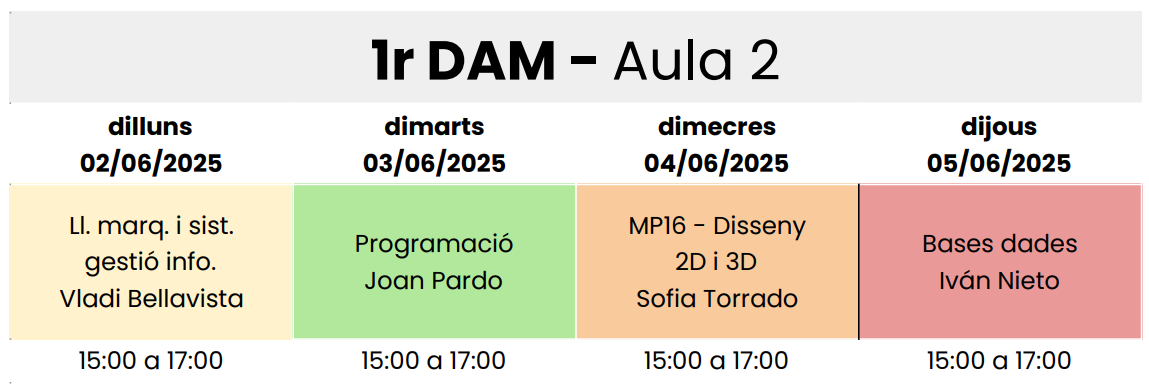 1r DAM - Aula 2
dilluns dimarts dimecres dijous
02/06/2025 03/06/2025 04/06/2025 05/06/2025
Ll. marq. i sist.
gestió info.
Vladi Bellavista
Programació
Joan Pardo
MP16 - Disseny
2D i 3D
Sofia Torrado
Bases dades
Iván Nieto
15:00 a 17:00 15:00 a 17:00 15:00 a 17:00 15:00 a 17:00